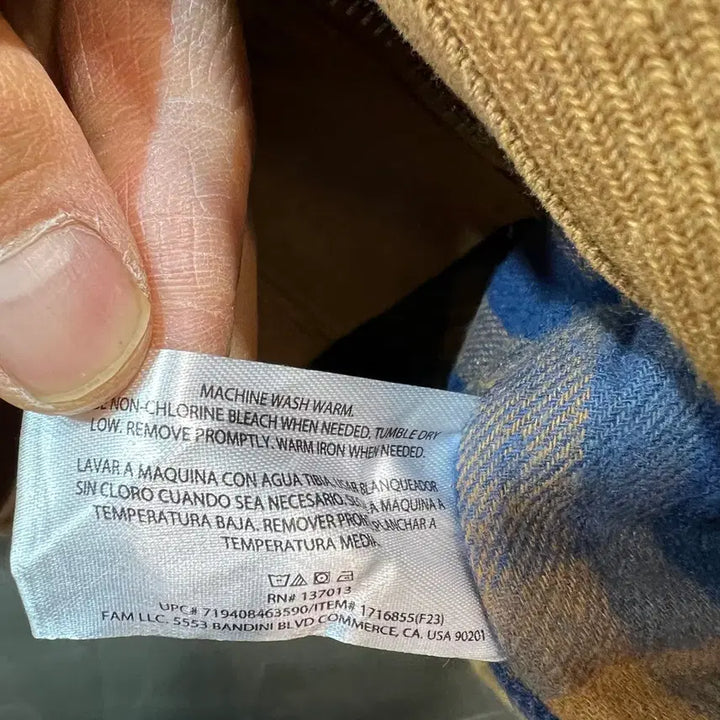 MACHINE WASH WARM.
NON-CHLORINE BLEACH WHEN NEEDED, TUMBLE DRY
LOW. REMOVE PROMPTLY. WARM IRON WHEN NEEDED.
LAVAR A MAQUINA CON AGUA TIBIA, USAR BLANQUEADOR
SIN CLORO CUANDO SEA NECESARIO. A MAQUINA A
TEMPERATURA BAJA. REMOVER PLANCHAR A
TEMPERATURA MEDIA
RN# 137013
UPC# 719408463590/ITEM# 1716855(F23)
FAM LLC. 5553 BANDINI BLVD COMMERCE, CA. USA 90201